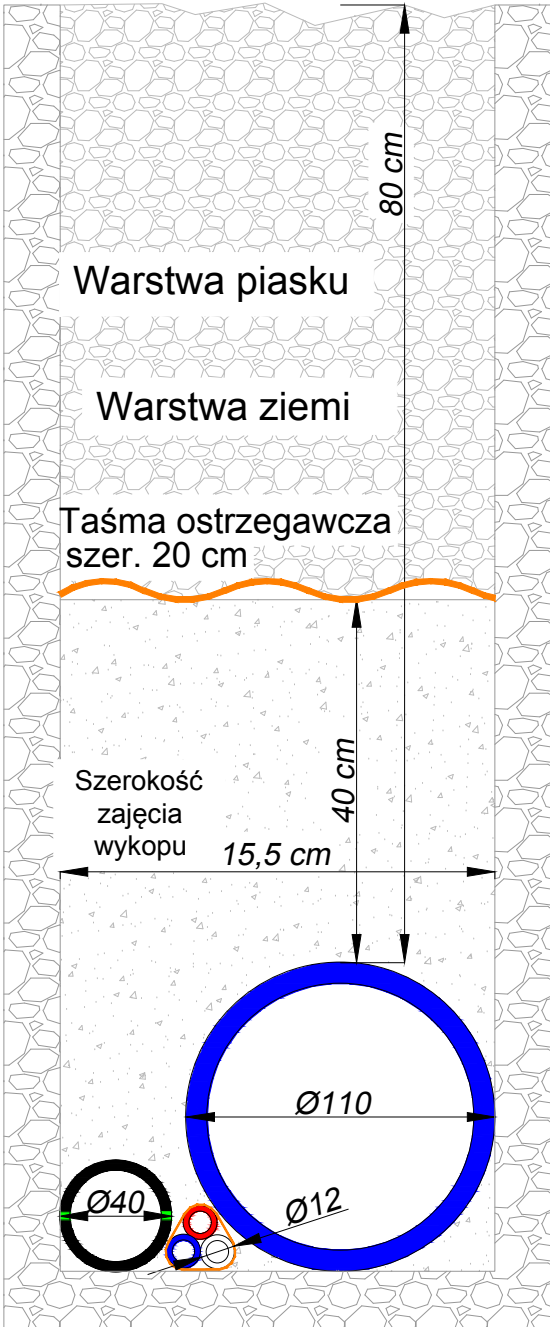 80 cm
Warstwa piasku
Warstwa ziemi
Taśma ostrzegawcza
szer. 20 cm
40 cm
Szerokość
zajęcia
wykopu
15,5 cm
Ø110
Ø40
Ø12